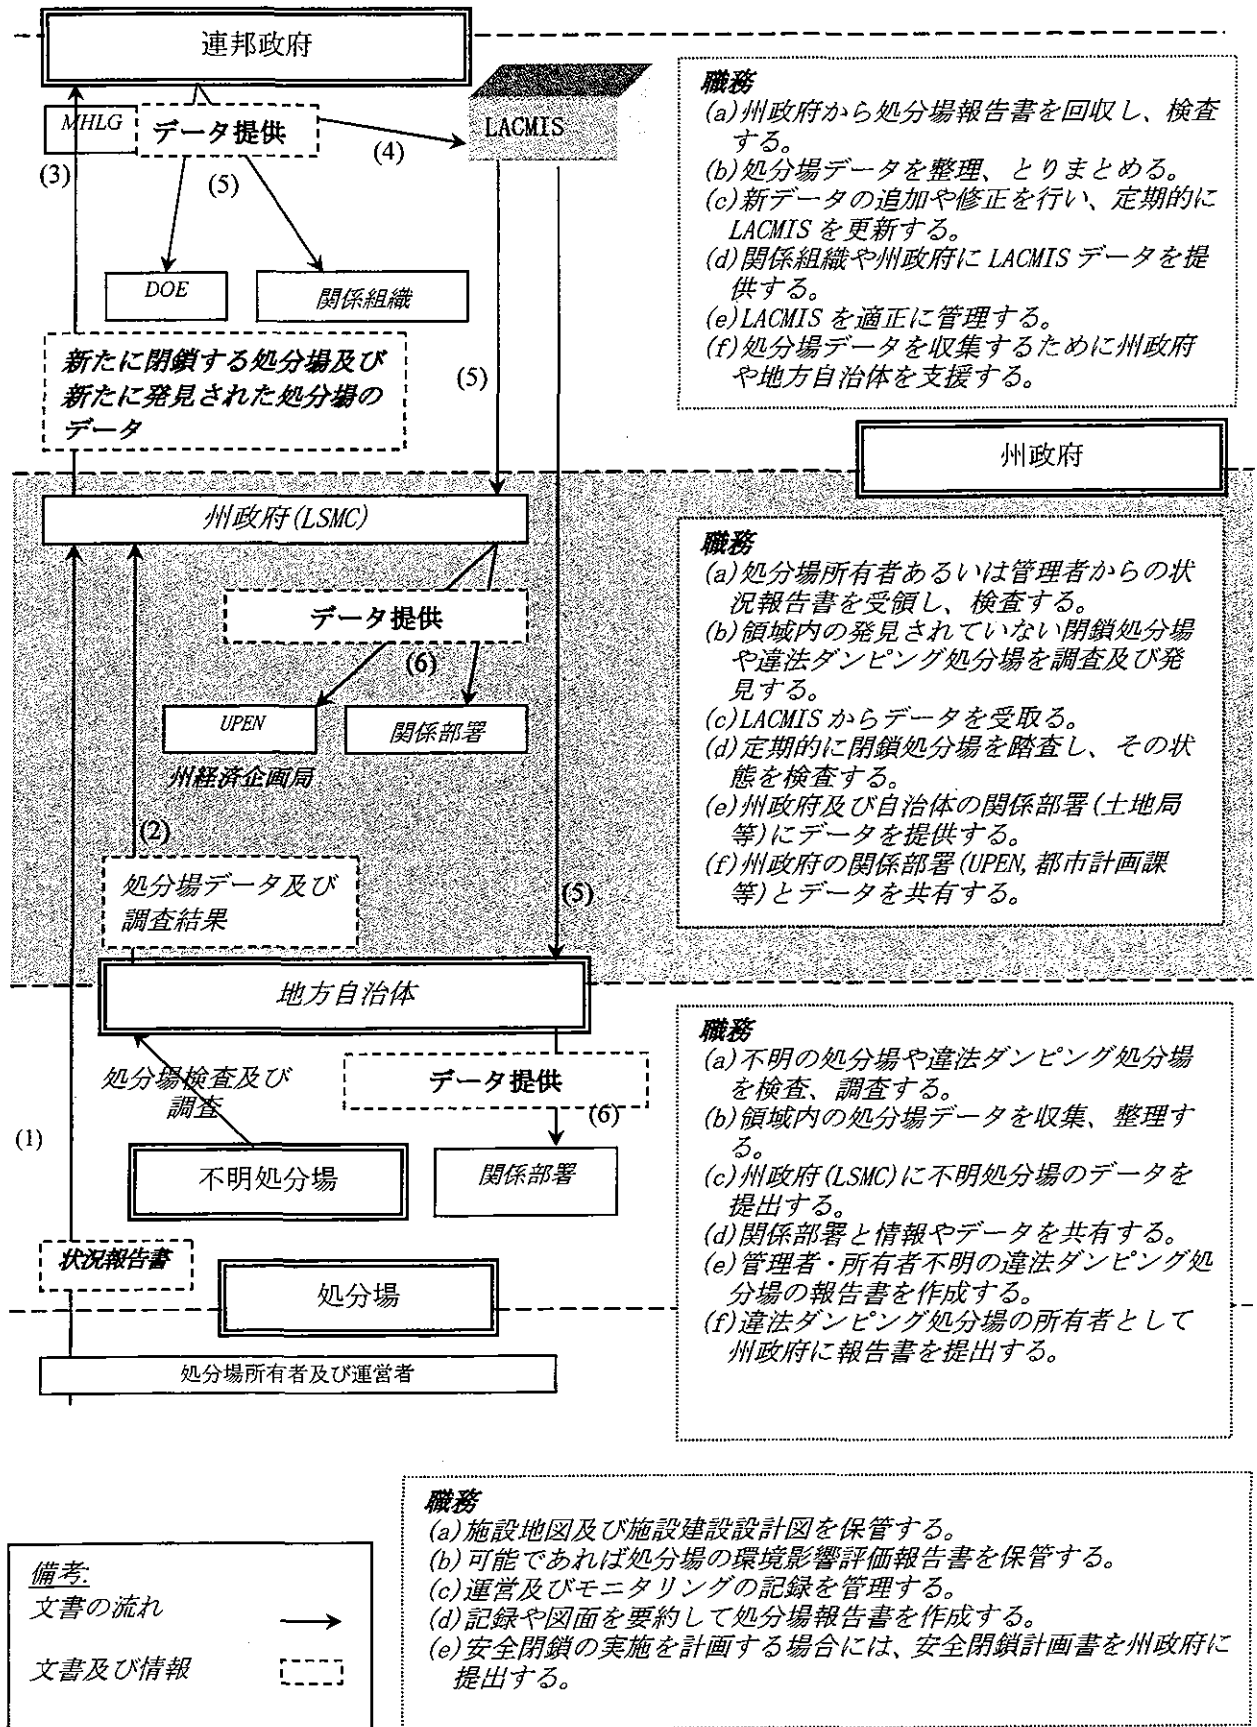 連邦政府
MHLG
データ提供
LACMIS
(3)
(4)
(5)
DOE
関係組織
新たに閉鎖する処分場及び
新たに発見された処分場の
データ
(5)
職務
(a)州政府から処分場報告書を回収し、検査
する。
(b)処分場データを整理、とりまとめる。
(c)新データの追加や修正を行い、定期的に
LACMISを更新する。
(d)関係組織や州政府にLACMISデータを提
供する。
(e)LACMISを適正に管理する。
(f)処分場データを収集するために州政府
や地方自治体を支援する。
州政府
州政府(LSMC)
データ提供
(6)
UPEN
関係部署
州経済企画局
(2)
処分場データ及び
調査結果
(5)
職務
(a)処分場所有者あるいは管理者からの状
況報告書を受領し、検査する。
(b)領域内の発見されていない閉鎖処分場
や違法ダンピング処分場を調査及び発
見する。
(c)LACMISからデータを受取る。
(d)定期的に閉鎖処分場を踏査し、その状
態を検査する。
(e)州政府及び自治体の関係部署(土地局
等)にデータを提供する。
(f)州政府の関係部署(UPEN,都市計画課
等)とデータを共有する。
地方自治体
処分場検査及び
調査
データ提供
(6)
(1)
不明処分場
関係部署
状況報告書
処分場
処分場所有者及び運営者
職務
(a)不明の処分場や違法ダンピング処分場
を検査、調査する。
(b)領域内の処分場データを収集、整理す
る。
(c)州政府(LSMC)に不明処分場のデータを
提出する。
(d)関係部署と情報やデータを共有する。
(e)管理者・所有者不明の違法ダンピング処
分場の報告書を作成する。
(f)違法ダンピング処分場の所有者として
州政府に報告書を提出する。
職務
(a)施設地図及び施設建設設計図を保管する。
(b)可能であれば処分場の環境影響評価報告書を保管する。
(c)運営及びモニタリングの記録を管理する。
(d)記録や図面を要約して処分場報告書を作成する。
(e)安全閉鎖の実施を計画する場合には、安全閉鎖計画書を州政府に
提出する。
備考:
文書の流れ
文書及び情報